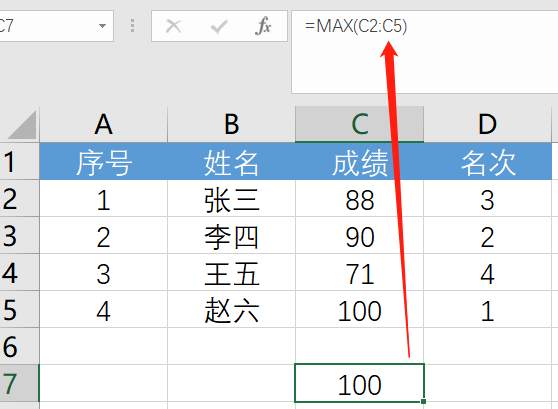 C7 fx =MAX(C2:C5)
A B C D
1 序号 姓名 成绩 名次
2 1 张三 88 3
3 2 李四 90 2
4 3 王五 71 4
5 4 赵六 100 1
6
7 100